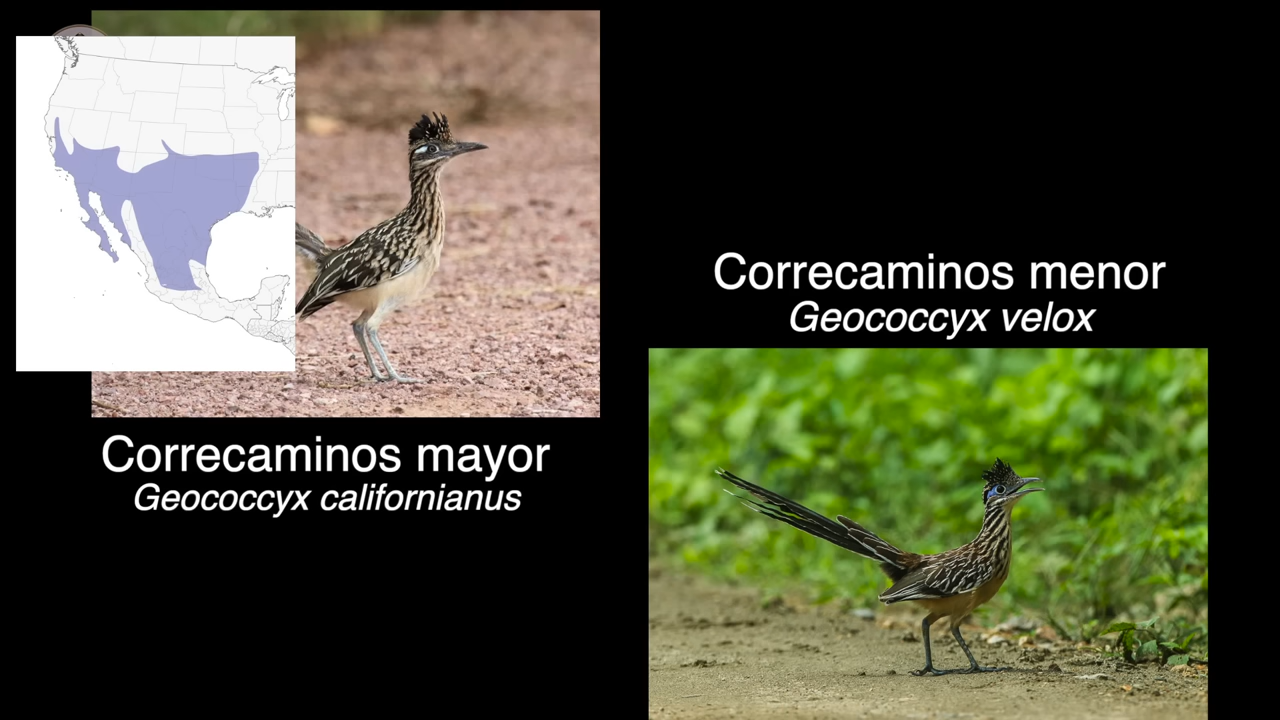 Correcaminos mayor
Geococcyx californianus
Correcaminos menor
Geococcyx velox